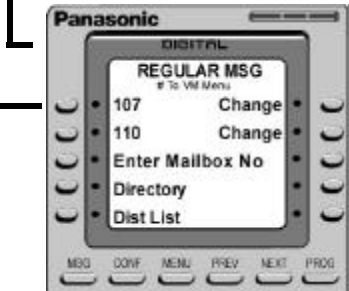 Panasonic
DIGITAL
REGULAR MSG
# To VM Menu
107 Change
110 Change
Enter Mailbox No
Directory
Dist List
MSG CONF MENU PREV NEXT PROG